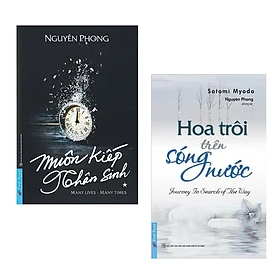 NGUYÊN PHONG
muôn kiếp
nhân sinh
MANY LIVES - MANY TIMES
Satomi Myodo
Nguyên Phong
Hoa trôi
trên
sóng
nước
Journey In Search of The Way